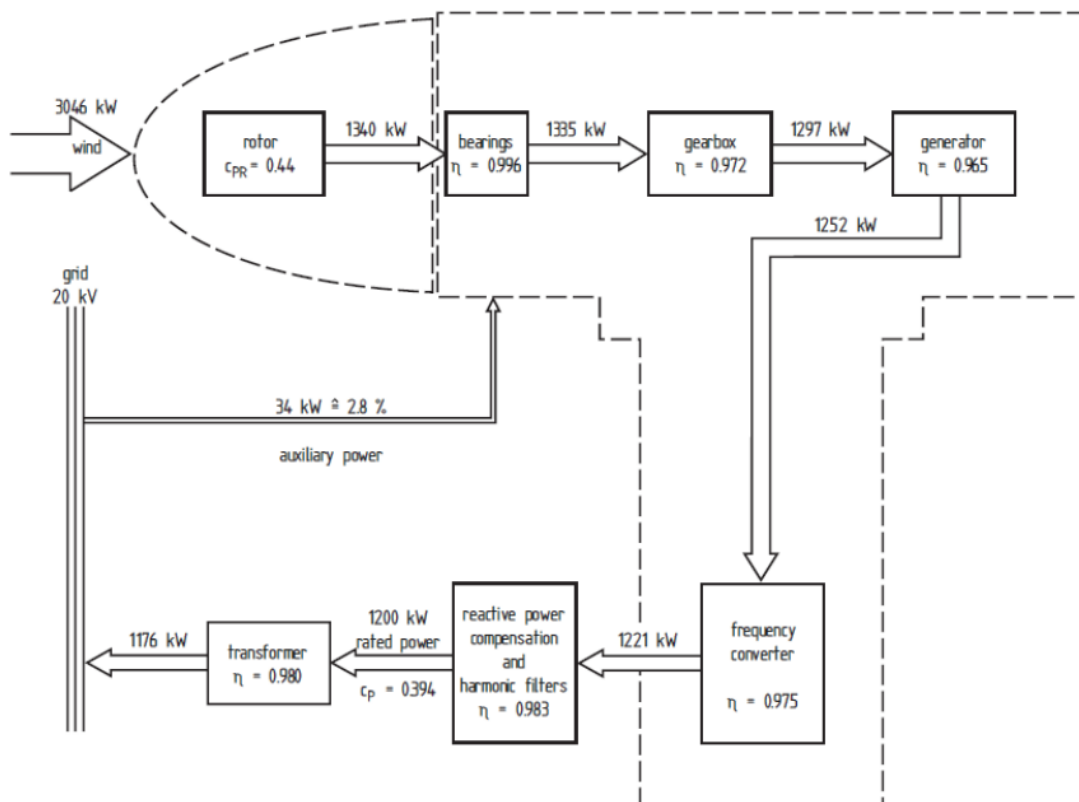 3046 kW
wind
rotor
c_PR = 0.44
1340 kW
bearings
η = 0.996
1335 kW
gearbox
η = 0.972
1297 kW
generator
η = 0.965
1252 kW
grid
20 kV
34 kW ≙ 2.8 %
auxiliary power
1176 kW
transformer
η = 0.980
1200 kW
rated power
c_P = 0.394
reactive power
compensation
and
harmonic filters
η = 0.983
1221 kW
frequency
converter
η = 0.975